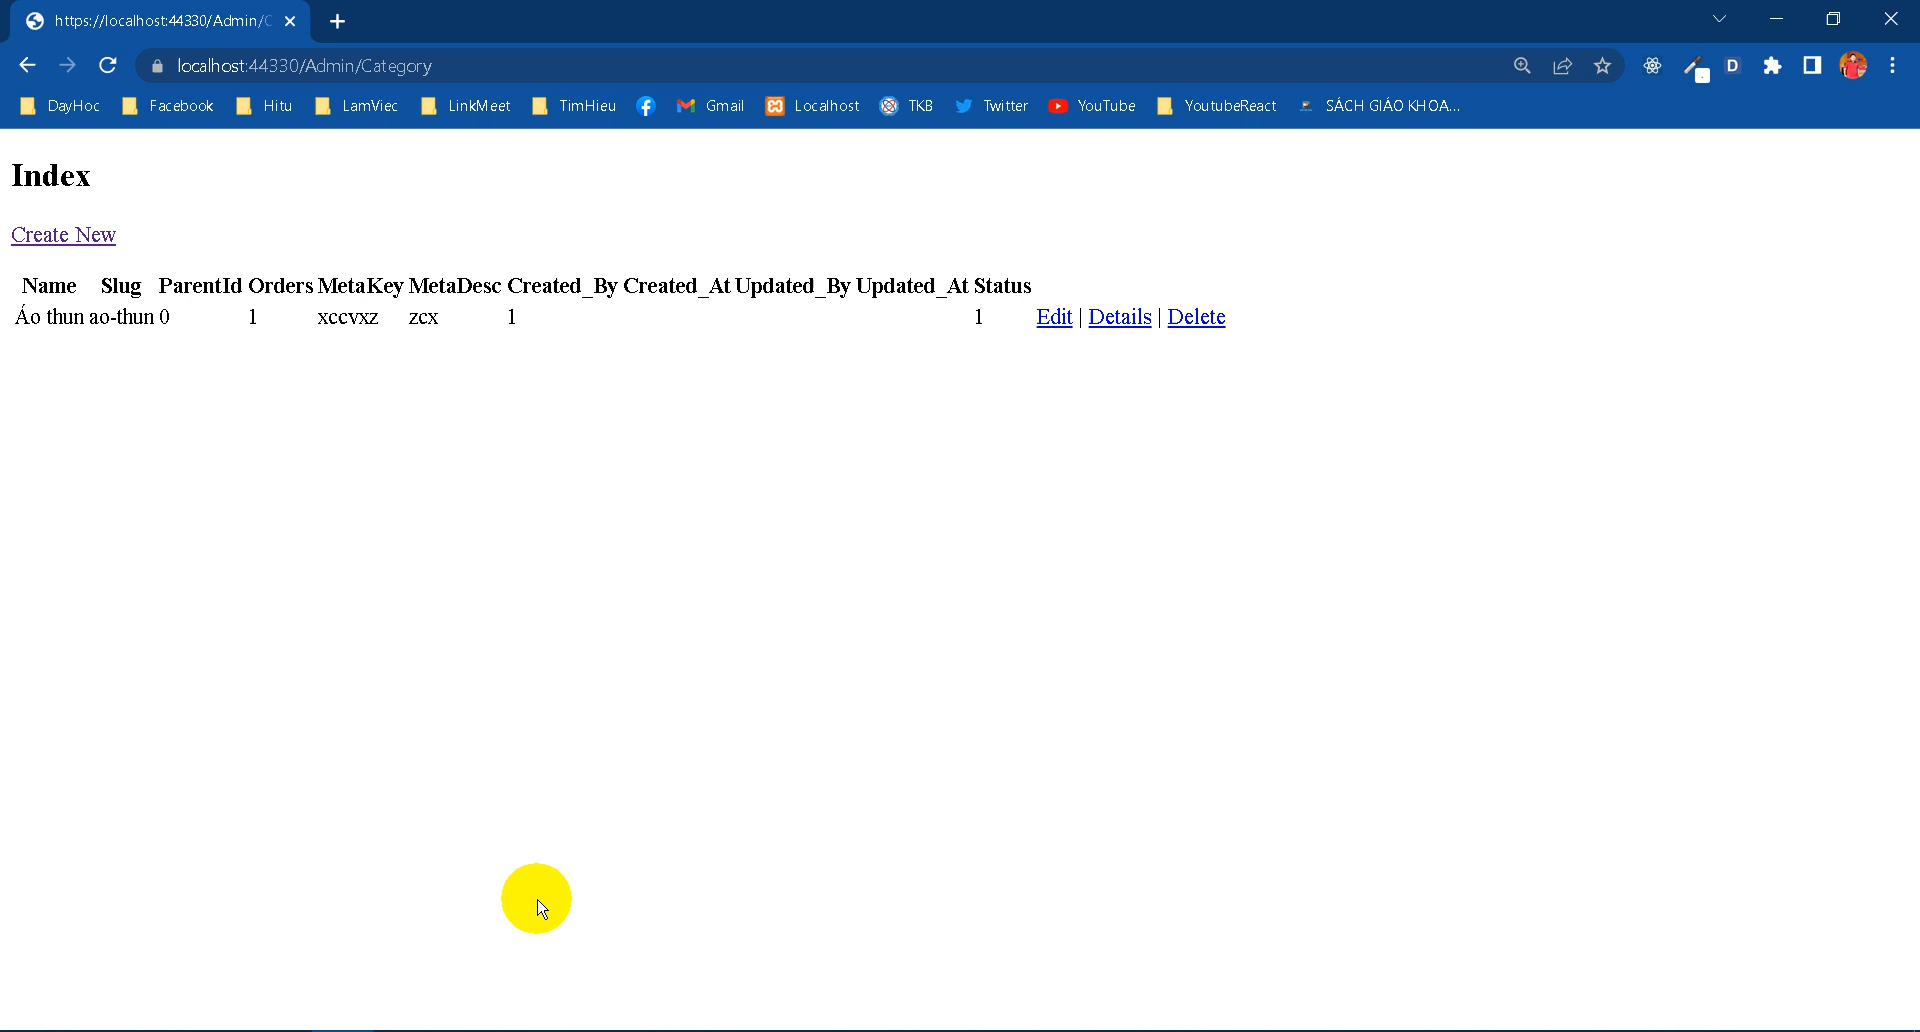 https://localhost:44330/Admin/C
localhost:44330/Admin/Category
DayHoc Facebook Hitu LamViec LinkMeet TimHieu Gmail Localhost TKB Twitter YouTube YoutubeReact SÁCH GIÁO KHOA...
Index
Create New
Name Slug ParentId Orders MetaKey MetaDesc Created_By Created_At Updated_By Updated_At Status
Áo thun ao-thun 0 1 xccvxz zcx 1 1 Edit | Details | Delete